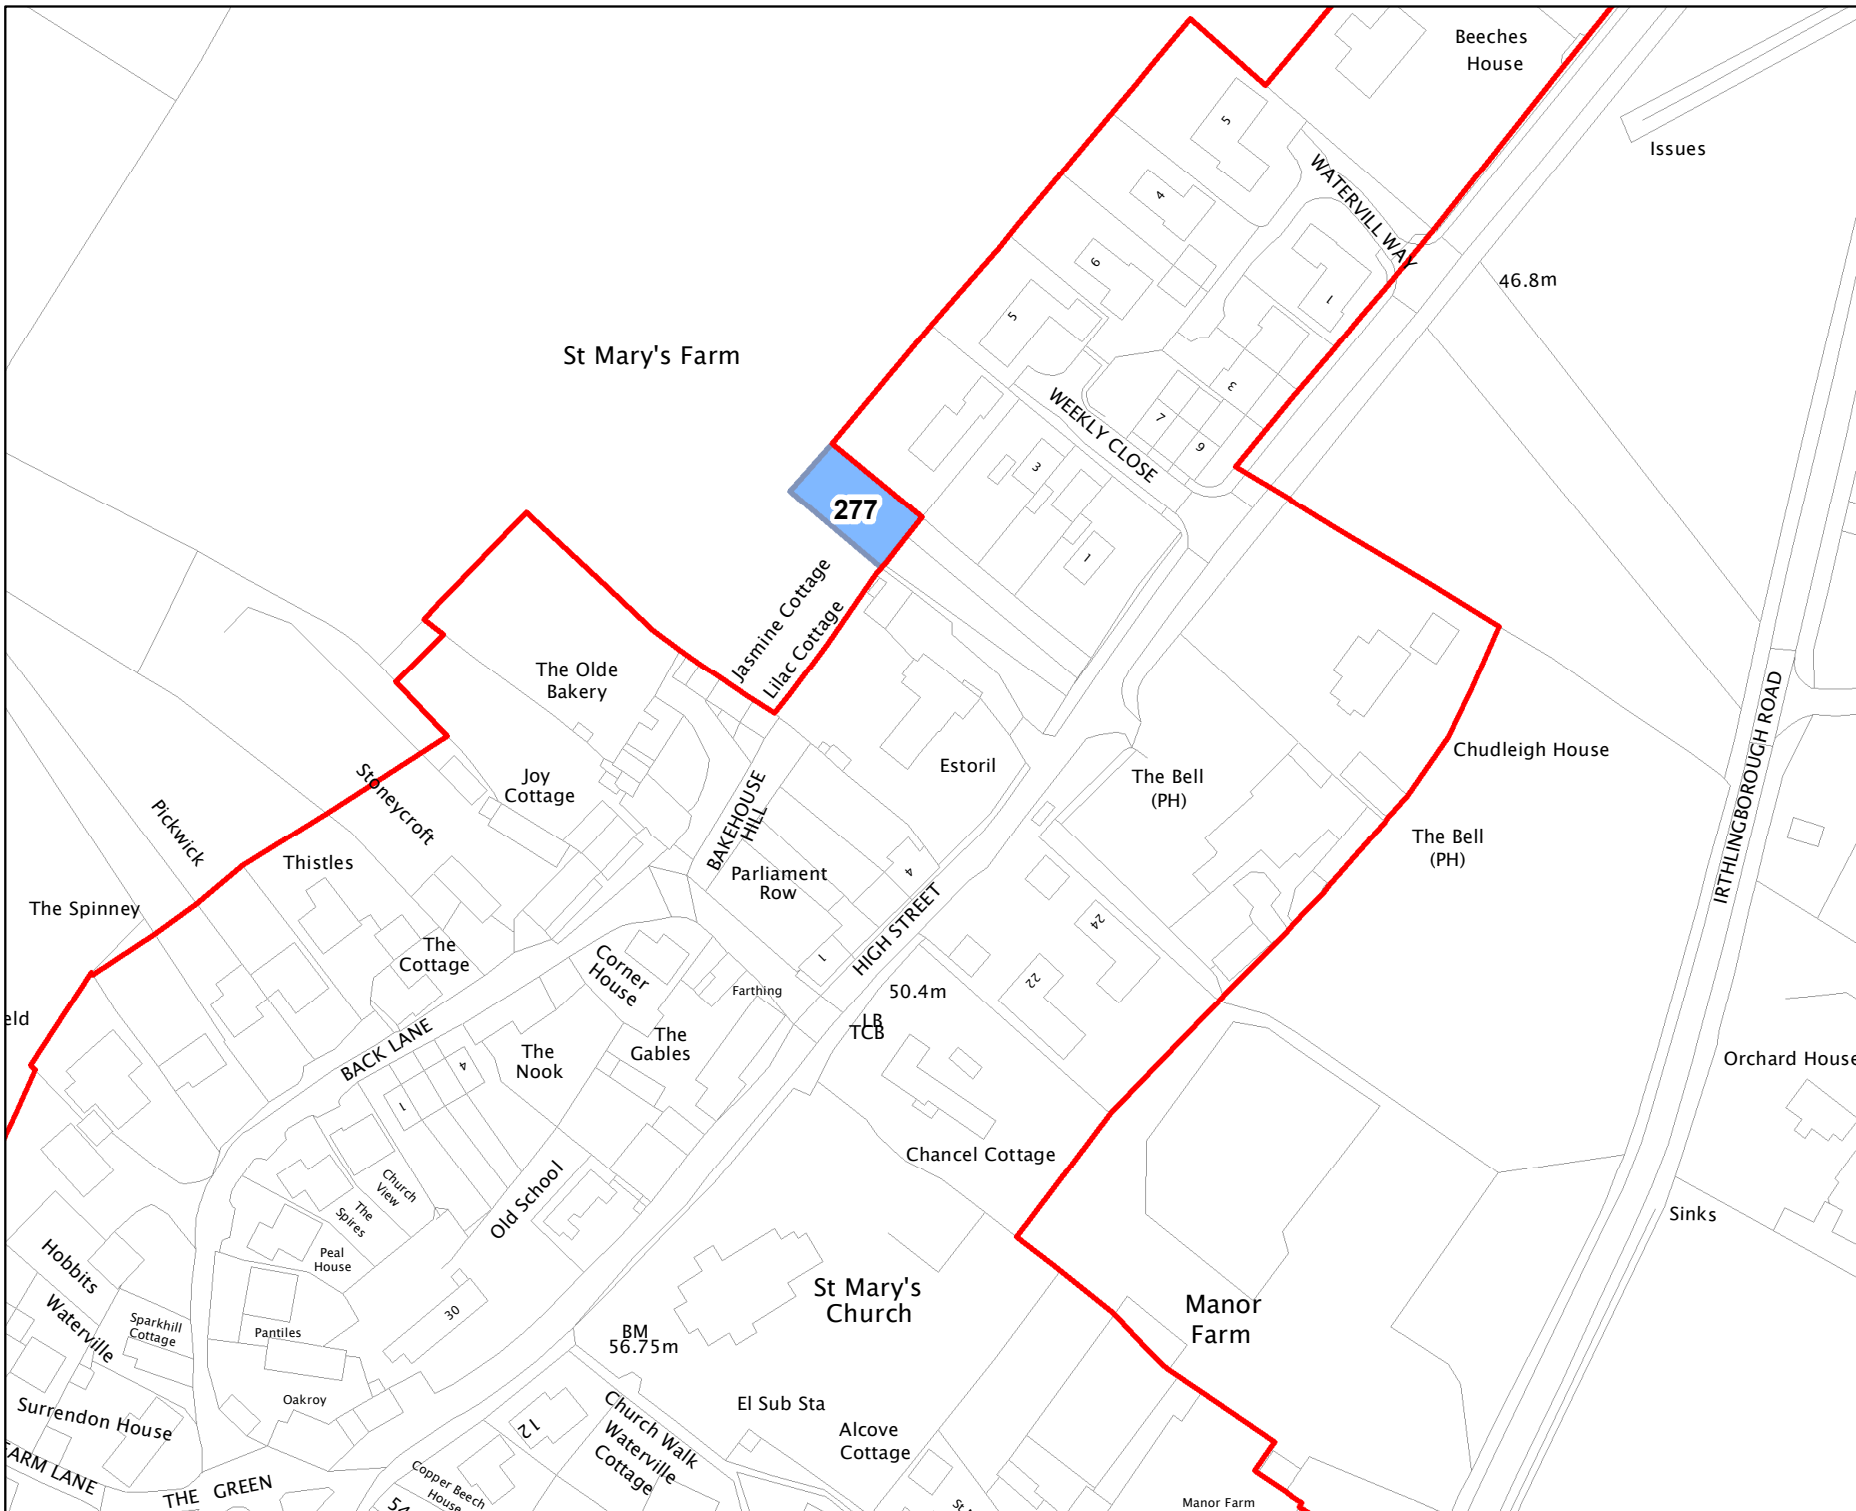 Beeches
House
5
Issues
WATERVILL WAY
4
6
46.8m
1
5
St Mary's Farm
3
WEEKLY CLOSE
7
9
3
277
1
Jasmine Cottage
Lilac Cottage
The Olde
Bakery
IRTHLINGBOROUGH ROAD
Chudleigh House
Estoril
The Bell
(PH)
Joy
Cottage
Stoneycroft
Pickwick
BAKEHOUSE
HILL
The Bell
(PH)
Thistles
Parliament
Row
4
The Spinney
HIGH STREET
24
The
Cottage
Corner
House
1
22
Farthing
50.4m
eld
LB
TCB
BACK LANE
The
Gables
The
Nook
4
1
Orchard House
Chancel Cottage
Church
View
Old School
The
Spires
Sinks
Peal
House
Hobbits
St Mary's
Church
Manor
Farm
Waterville
Sparkhill
Cottage
30
Pantiles
BM
56.75m
Oakroy
El Sub Sta
Surrendon House
12
Church Walk
Waterville
Cottage
Alcove
Cottage
FARM LANE
THE GREEN
Copper Beech
House
54
Manor Farm